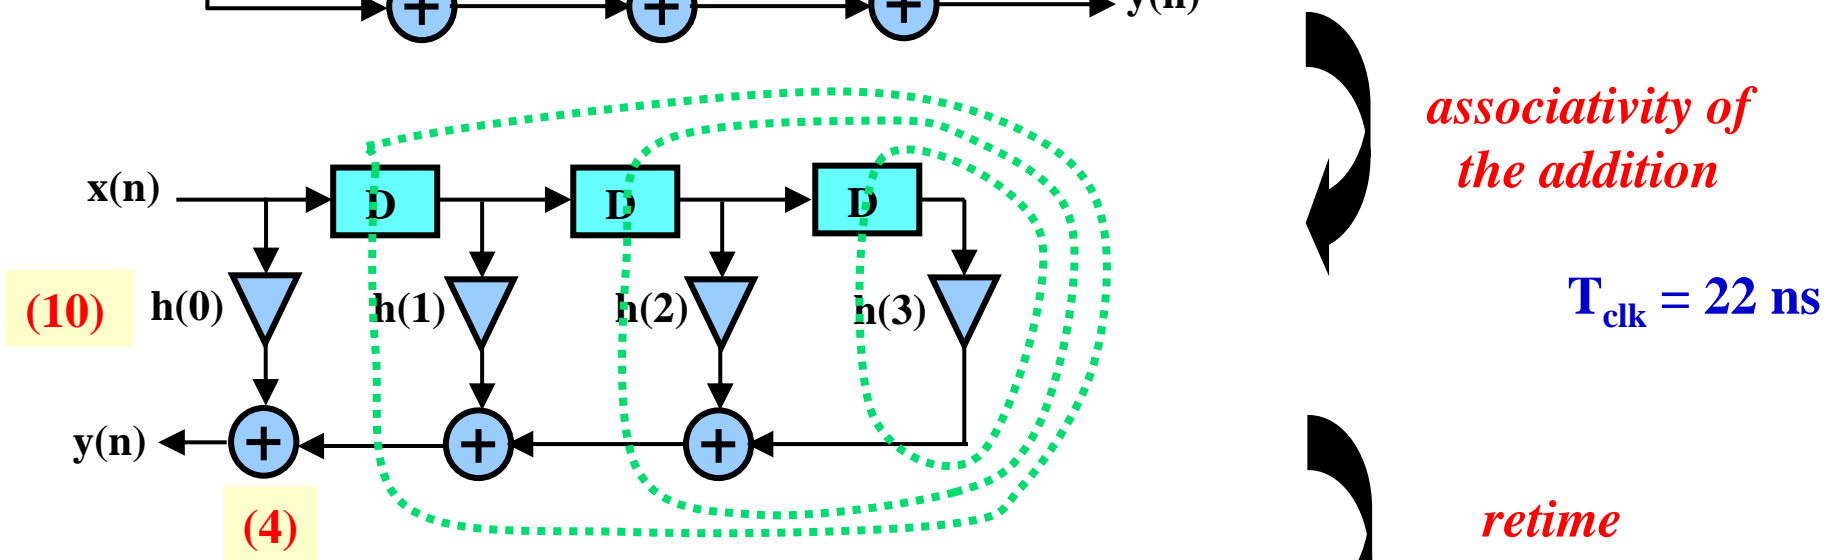 + + + y(n)
associativity of
the addition
x(n) D D D
(10) h(0) h(1) h(2) h(3)
T_clk = 22 ns
y(n) + + +
(4)
retime